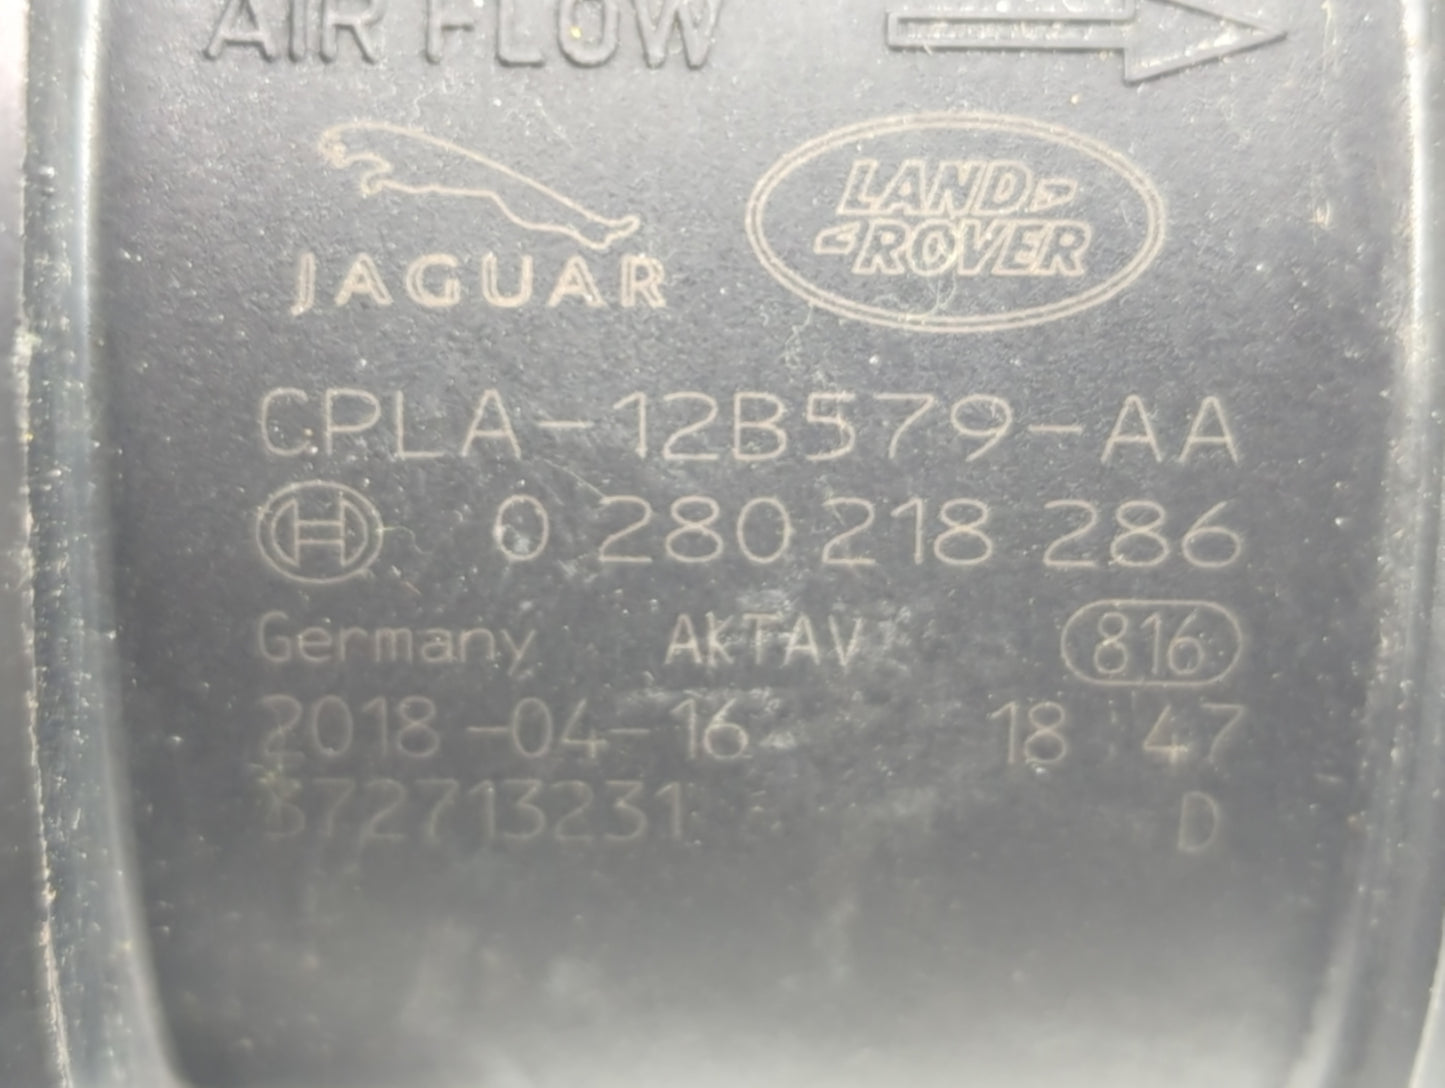 AIR FLOW
JAGUAR
LAND
ROVER
CPLA-12B579-AA
0 280 218 286
Germany AKTAV 816
2018-04-16 18 47
372713231 D